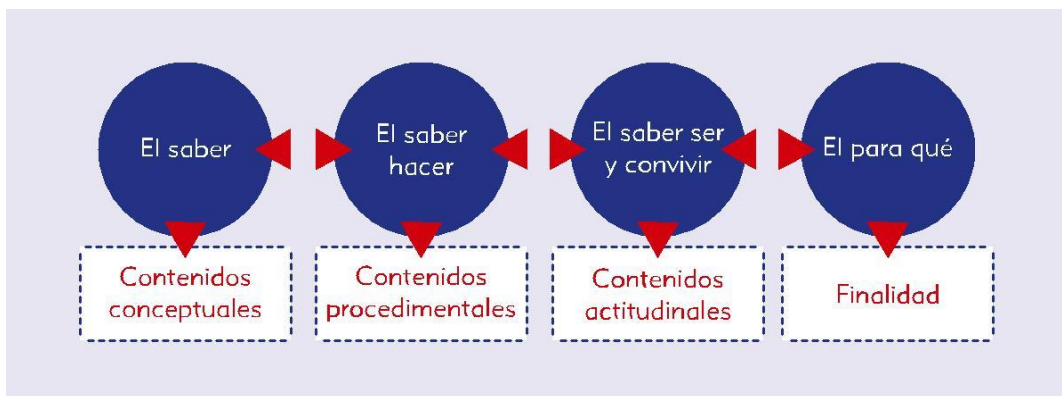 El saber
El saber
hacer
El saber ser
y convivir
El para qué
Contenidos
conceptuales
Contenidos
procedimentales
Contenidos
actitudinales
Finalidad